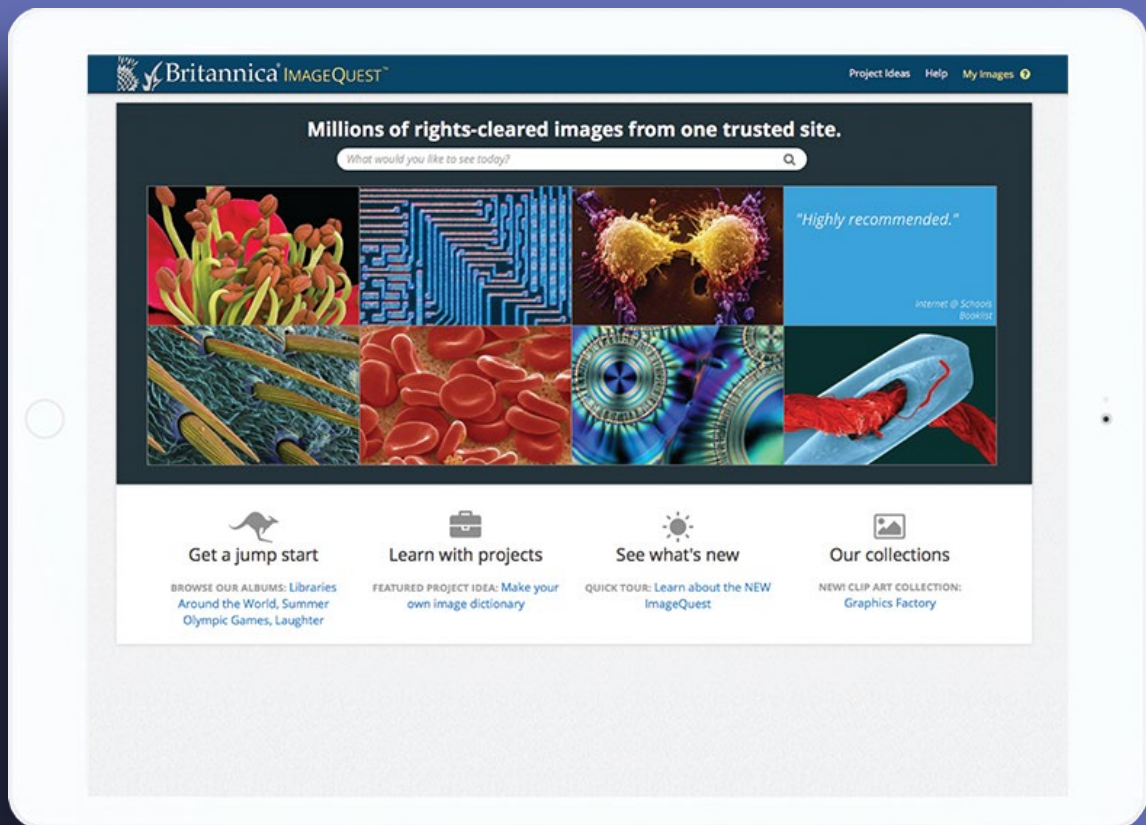 Britannica® IMAGEQUEST™
Project Ideas Help My Images ?
Millions of rights-cleared images from one trusted site.
What would you like to see today?
"Highly recommended."
Internet @ Schools
Booklist
Get a jump start
BROWSE OUR ALBUMS: Libraries
Around the World, Summer
Olympic Games, Laughter
Learn with projects
FEATURED PROJECT IDEA: Make your
own image dictionary
See what's new
QUICK TOUR: Learn about the NEW
ImageQuest
Our collections
NEW! CLIP ART COLLECTION:
Graphics Factory